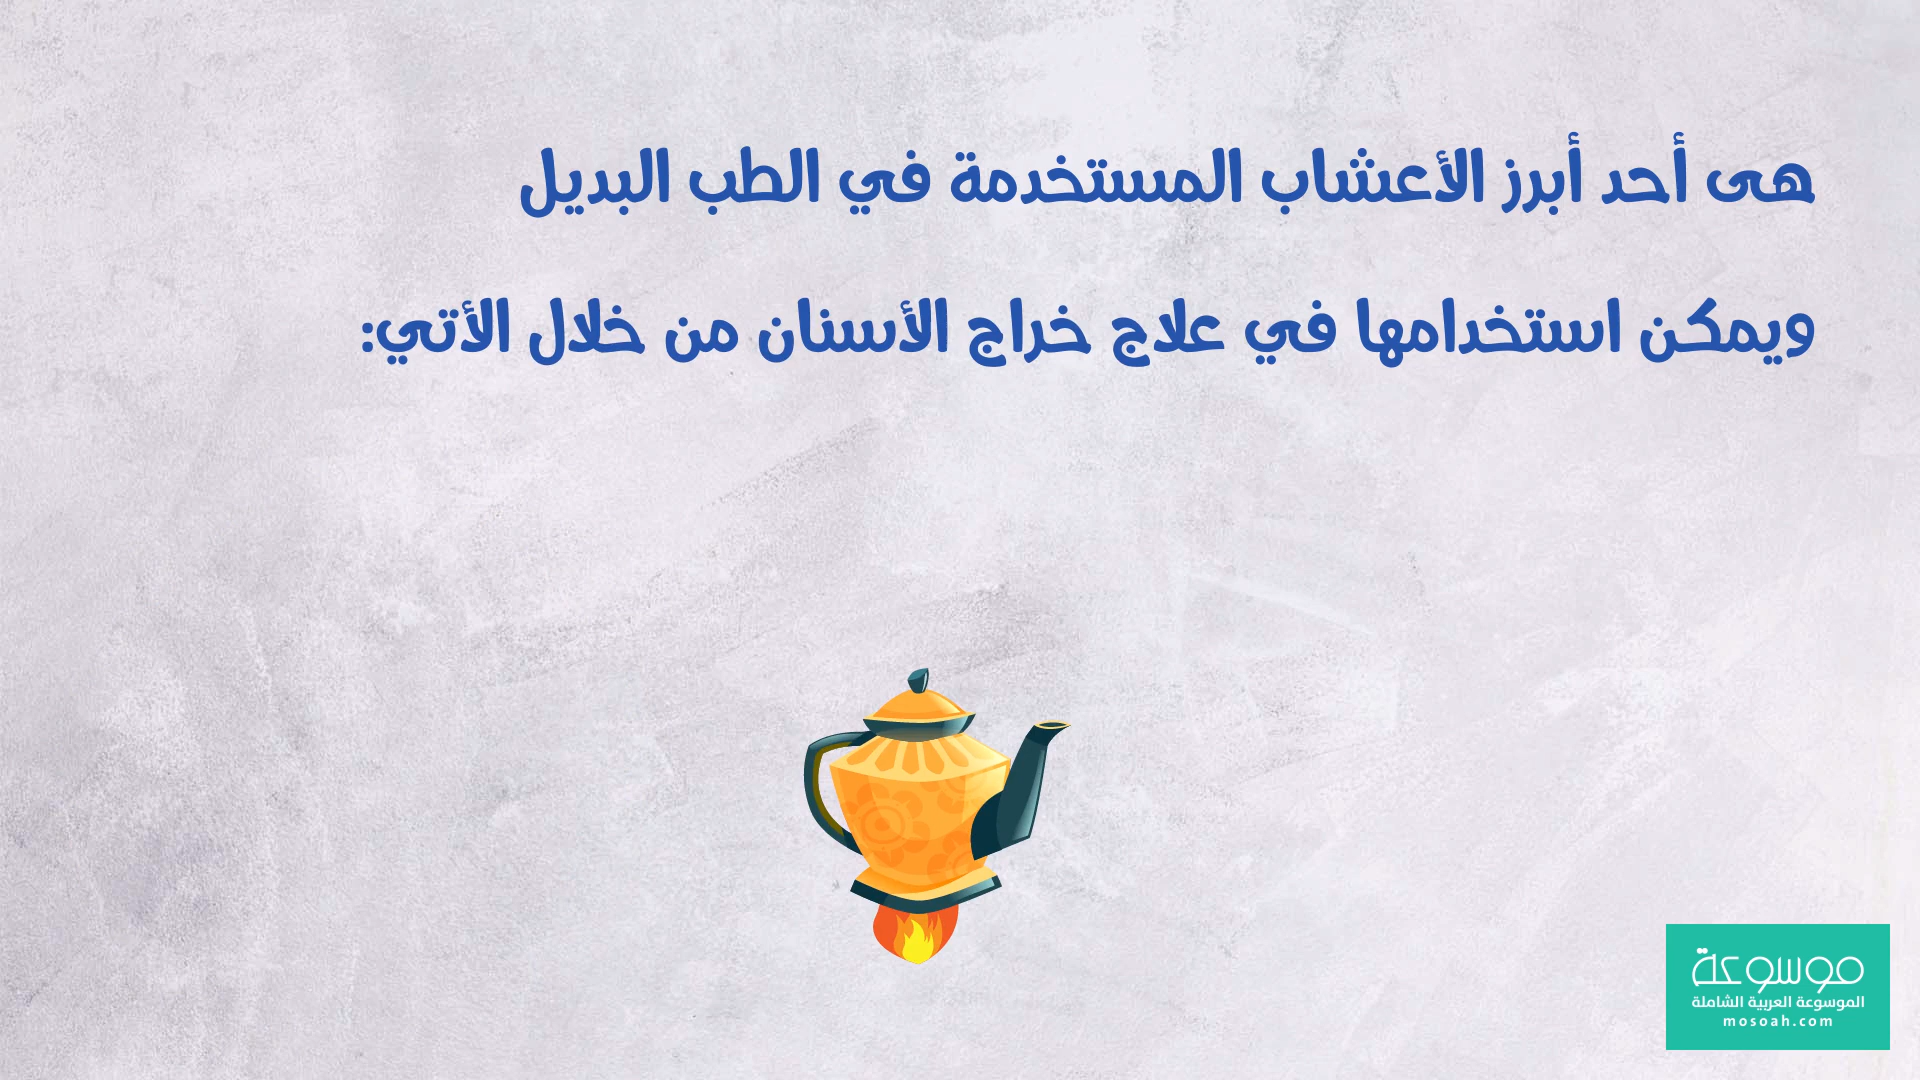 هى أحد أبرز الأعشاب المستخدمة في الطب البديل
ويمكن استخدامها في علاج خراج الأسنان من خلال الأتي:
موسوعة
الموسوعة العربية الشاملة
mosoah.com